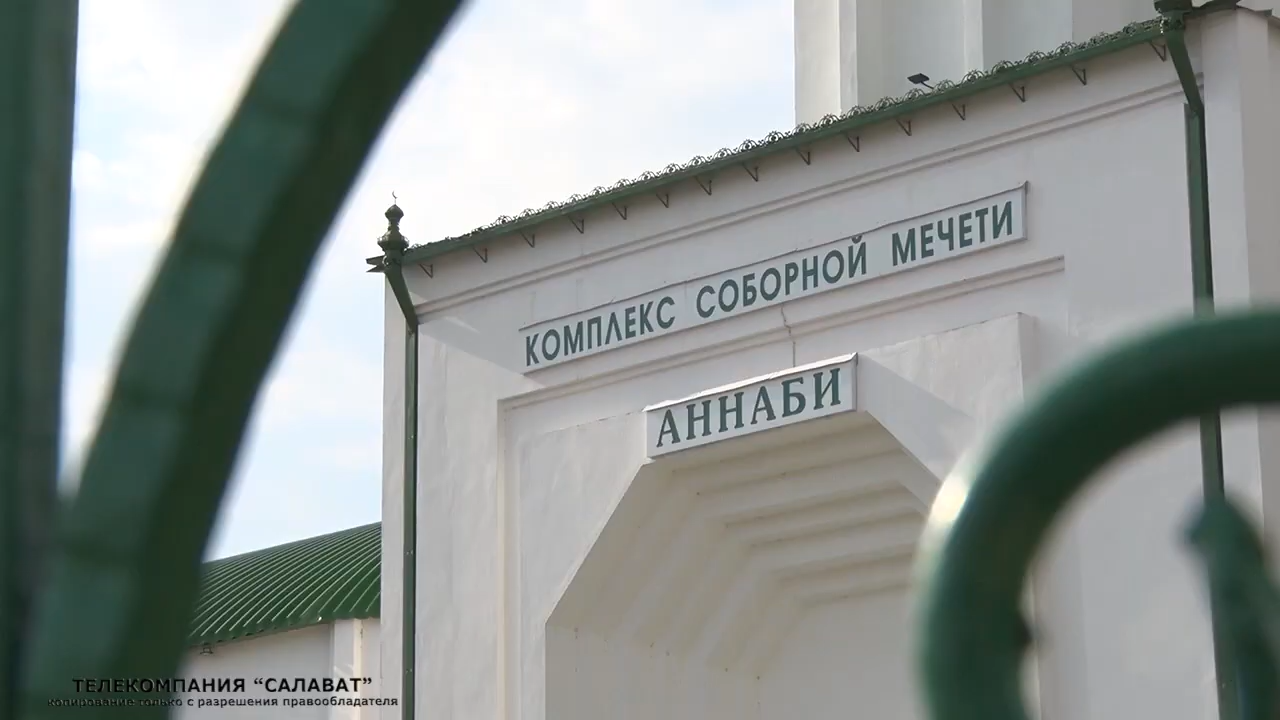 КОМПЛЕКС СОБОРНОЙ МЕЧЕТИ
АННАБИ
ТЕЛЕКОМПАНИЯ “САЛАВАТ”
копирование только с разрешения правообладателя